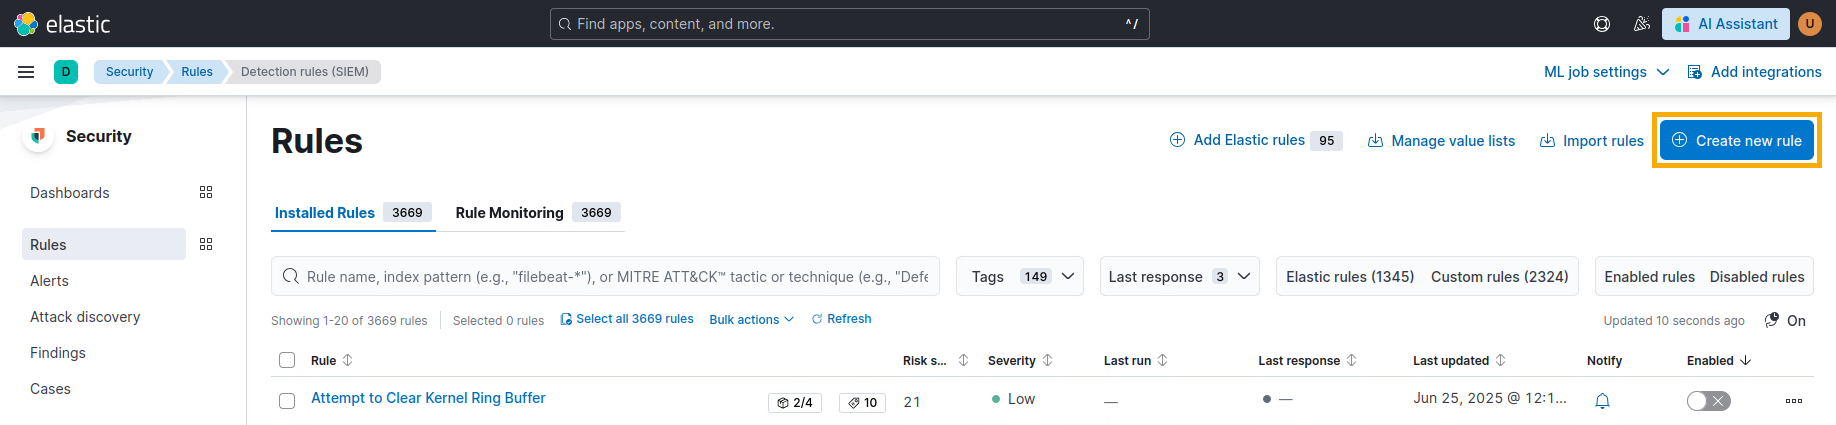 elastic
Find apps, content, and more.
^/
AI Assistant
U
D
Security
Rules
Detection rules (SIEM)
ML job settings
Add integrations
Security
Dashboards
Rules
Alerts
Attack discovery
Findings
Cases
Rules
Add Elastic rules 95
Manage value lists
Import rules
Create new rule
Installed Rules 3669
Rule Monitoring 3669
Rule name, index pattern (e.g., "filebeat-*"), or MITRE ATT&CK™ tactic or technique (e.g., "Defe
Tags 149
Last response 3
Elastic rules (1345) Custom rules (2324)
Enabled rules Disabled rules
Showing 1-20 of 3669 rules
Selected 0 rules
Select all 3669 rules
Bulk actions
Refresh
Updated 10 seconds ago
On
Rule Risk s... Severity Last run Last response Last updated Notify Enabled
Attempt to Clear Kernel Ring Buffer 2/4 10 21 Low — — Jun 25, 2025 @ 12:1...